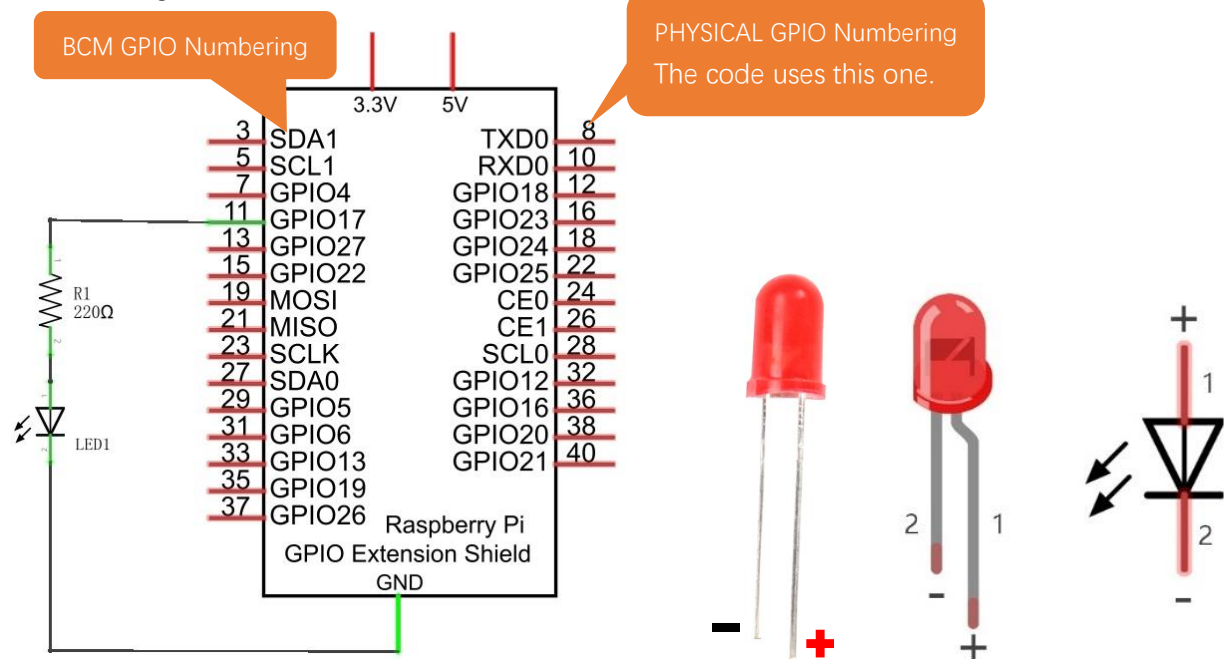 BCM GPIO Numbering
PHYSICAL GPIO Numbering
The code uses this one.
3.3V 5V
3 SDA1 TXD0 8
5 SCL1 RXD0 10
7 GPIO4 GPIO18 12
11 GPIO17 GPIO23 16
13 GPIO27 GPIO24 18
15 GPIO22 GPIO25 22
19 MOSI CE0 24
21 MISO CE1 26
23 SCLK SCL0 28
27 SDA0 GPIO12 32
29 GPIO5 GPIO16 36
31 GPIO6 GPIO20 38
33 GPIO13 GPIO21 40
35 GPIO19
37 GPIO26
Raspberry Pi
GPIO Extension Shield
GND
1
R1
220Ω
2
1
LED1
2
- +
2 1
- +
+
1
2
-